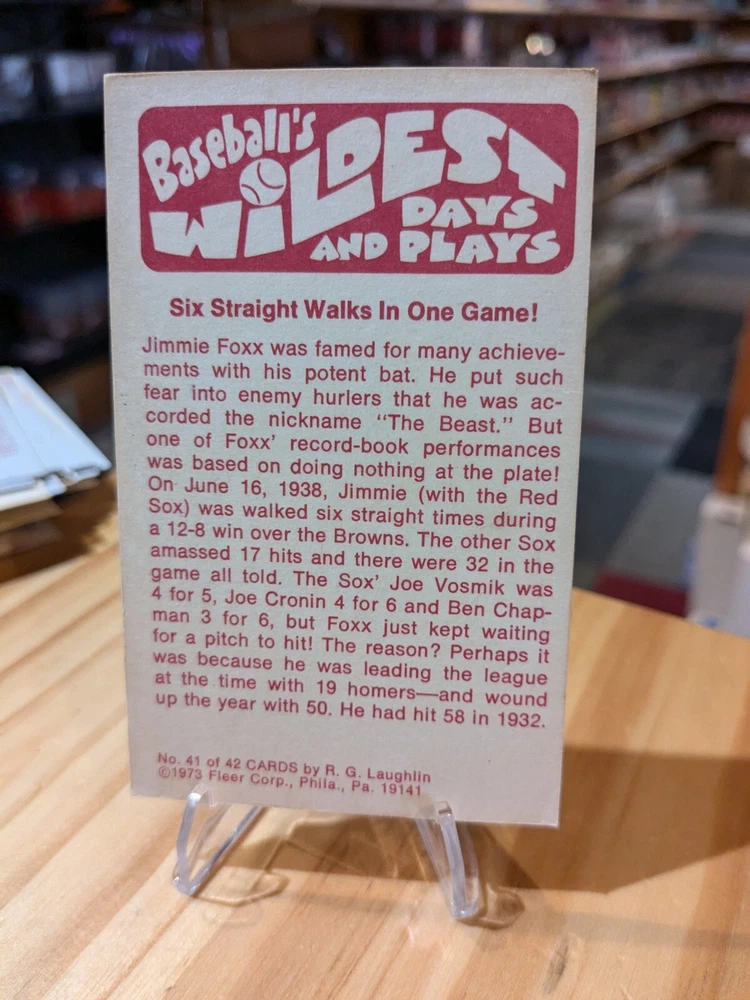 Baseball's
WiLDEST
DAYS
AND PLAYS
Six Straight Walks In One Game!
Jimmie Foxx was famed for many achieve-
ments with his potent bat. He put such
fear into enemy hurlers that he was ac-
corded the nickname "The Beast." But
one of Foxx' record-book performances
was based on doing nothing at the plate!
On June 16, 1938, Jimmie (with the Red
Sox) was walked six straight times during
a 12-8 win over the Browns. The other Sox
amassed 17 hits and there were 32 in the
game all told. The Sox' Joe Vosmik was
4 for 5, Joe Cronin 4 for 6 and Ben Chap-
man 3 for 6, but Foxx just kept waiting
for a pitch to hit! The reason? Perhaps it
was because he was leading the league
at the time with 19 homers—and wound
up the year with 50. He had hit 58 in 1932.
No. 41 of 42 CARDS by R. G. Laughlin
©1973 Fleer Corp., Phila., Pa. 19141